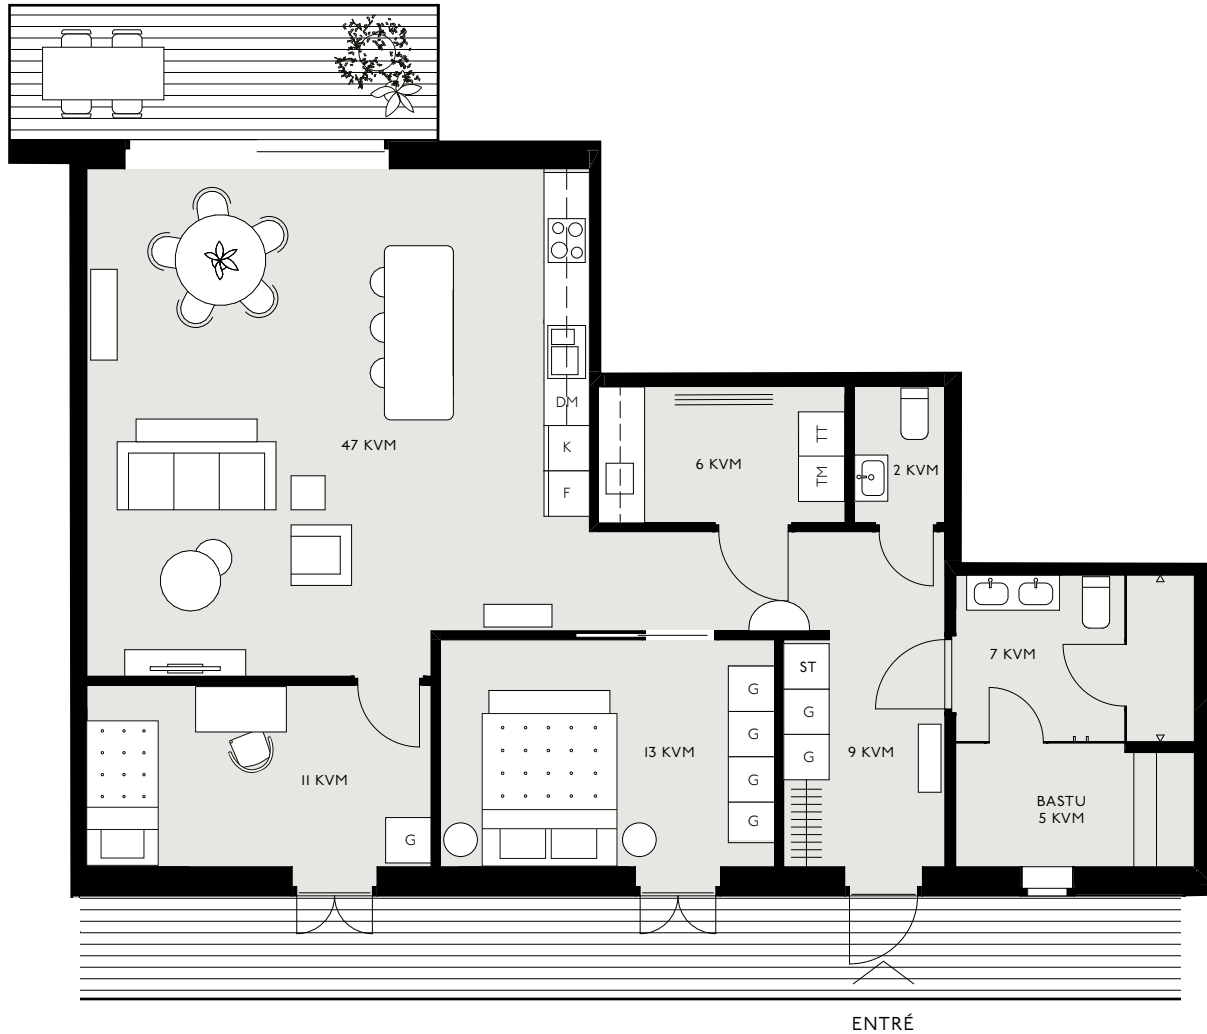 DM
47 KVM
K
F
6 KVM
TT
TM
2 KVM
7 KVM
ST
G
G
G
G
G
G
13 KVM
9 KVM
11 KVM
G
BASTU
5 KVM
ENTRÉ